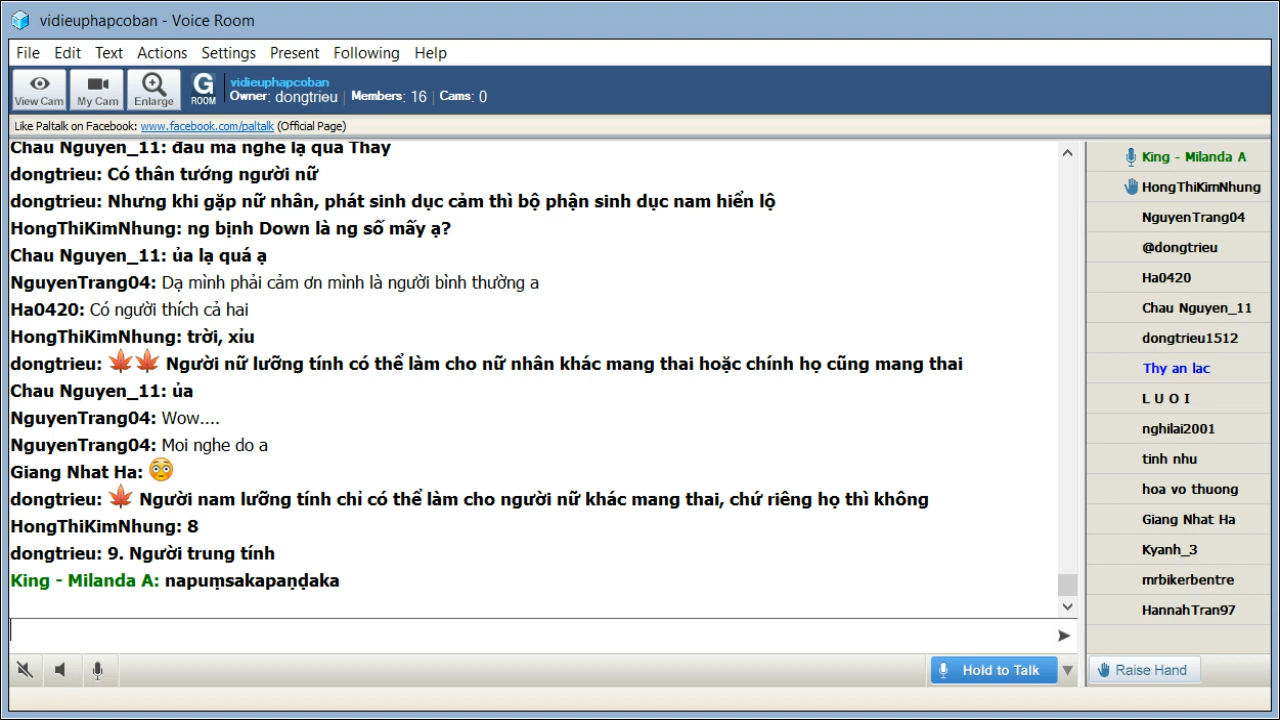 vidieuphapcoban - Voice Room
File Edit Text Actions Settings Present Following Help
View Cam My Cam Enlarge G ROOM
vidieuphapcoban
Owner: dongtrieu | Members: 16 | Cams: 0
Like Paltalk on Facebook: www.facebook.com/paltalk (Official Page)
Chau Nguyen_11: đâu mà nghe lạ quá Thầy
dongtrieu: Có thân tướng người nữ
dongtrieu: Nhưng khi gặp nữ nhân, phát sinh dục cảm thì bộ phận sinh dục nam hiển lộ
HongThiKimNhung: ng bịnh Down là ng số mấy ạ?
Chau Nguyen_11: ủa lạ quá ạ
NguyenTrang04: Dạ mình phải cảm ơn mình là người bình thường a
Ha0420: Có người thích cả hai
HongThiKimNhung: trời, xỉu
dongtrieu: Người nữ lưỡng tính có thể làm cho nữ nhân khác mang thai hoặc chính họ cũng mang thai
Chau Nguyen_11: ủa
NguyenTrang04: Wow....
NguyenTrang04: Moi nghe do a
Giang Nhat Ha:
dongtrieu: Người nam lưỡng tính chỉ có thể làm cho người nữ khác mang thai, chứ riêng họ thì không
HongThiKimNhung: 8
dongtrieu: 9. Người trung tính
King - Milanda A: napuṃsakapaṇḍaka
Hold to Talk
King - Milanda A
HongThiKimNhung
NguyenTrang04
@dongtrieu
Ha0420
Chau Nguyen_11
dongtrieu1512
Thy an lac
L U O I
nghilai2001
tinh nhu
hoa vo thuong
Giang Nhat Ha
Kyanh_3
mrbikerbentre
HannahTran97
Raise Hand